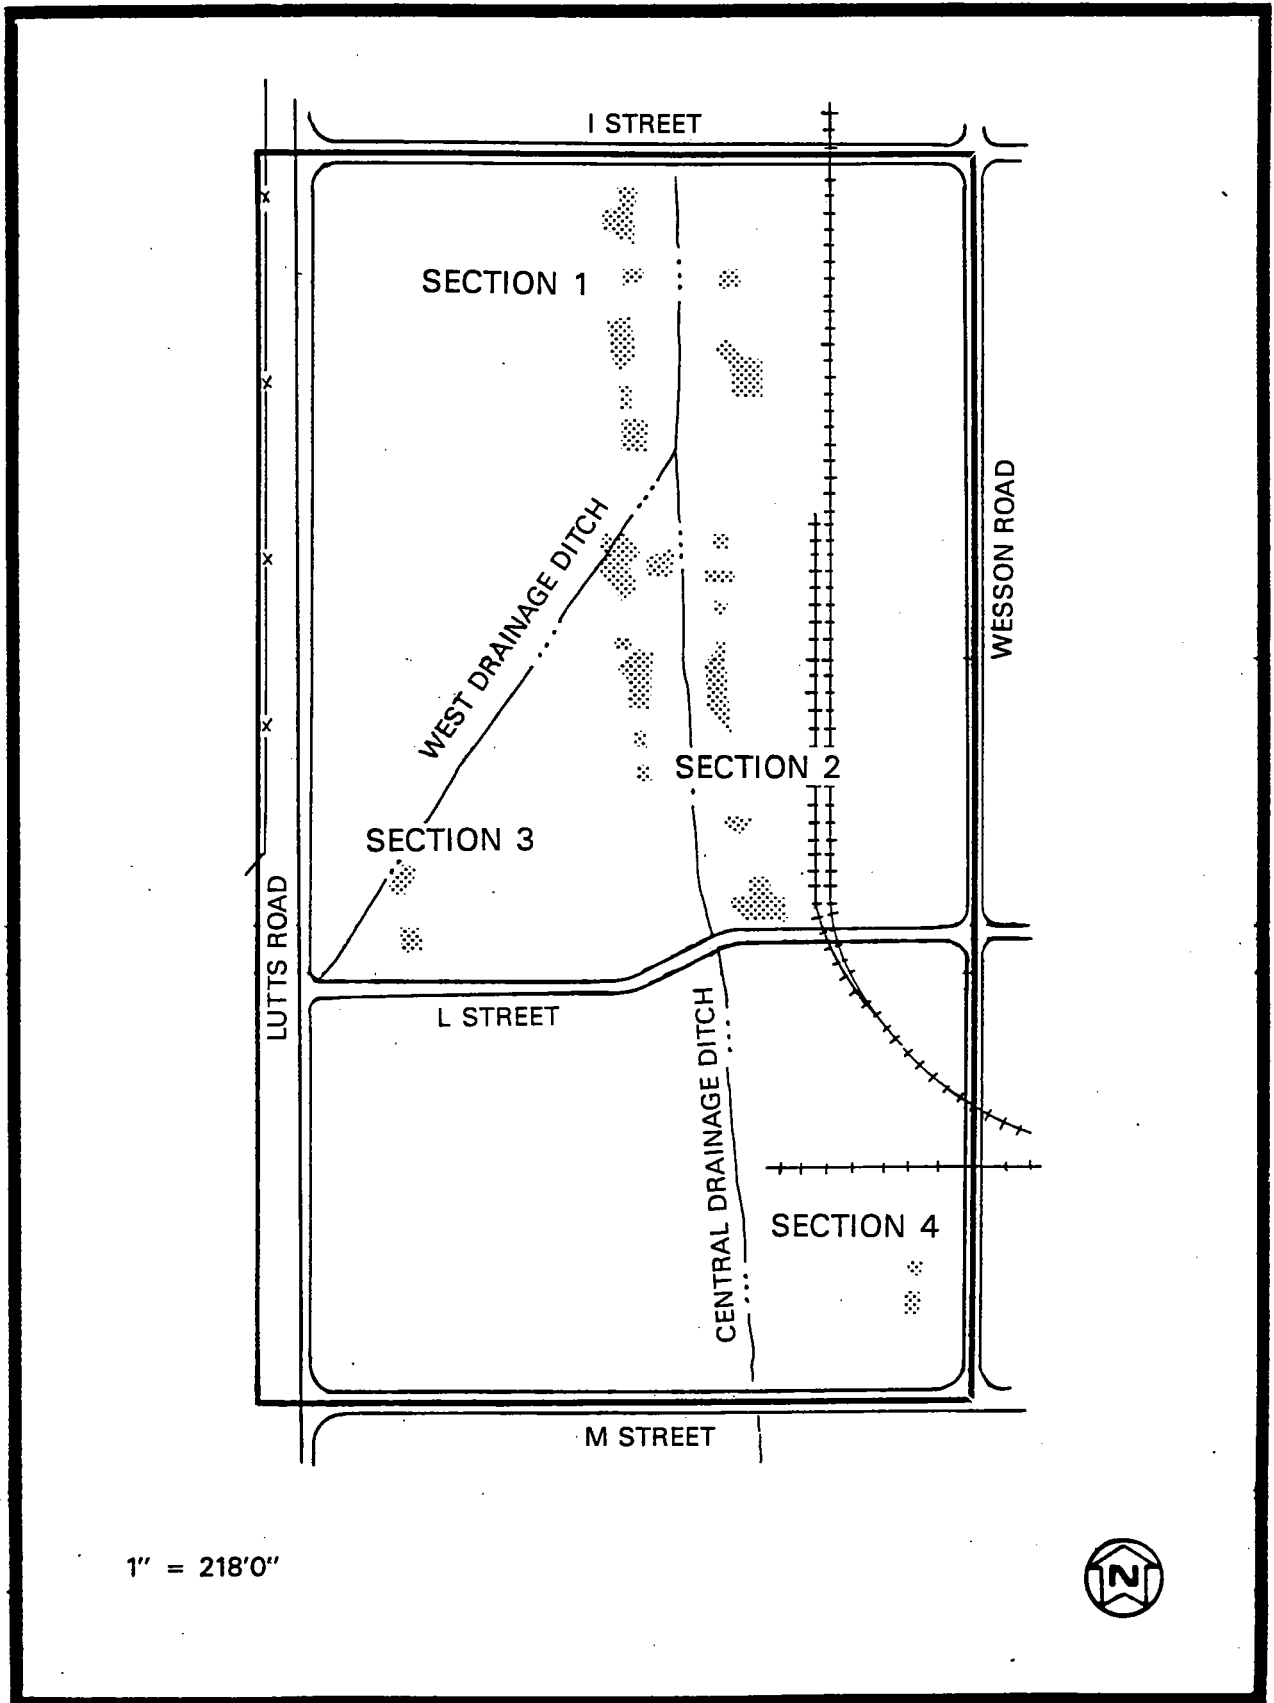 I STREET
SECTION 1
WESSON ROAD
WEST DRAINAGE DITCH
SECTION 2
SECTION 3
LUTTS ROAD
L STREET
CENTRAL DRAINAGE DITCH
SECTION 4
M STREET
1" = 218'0"
N